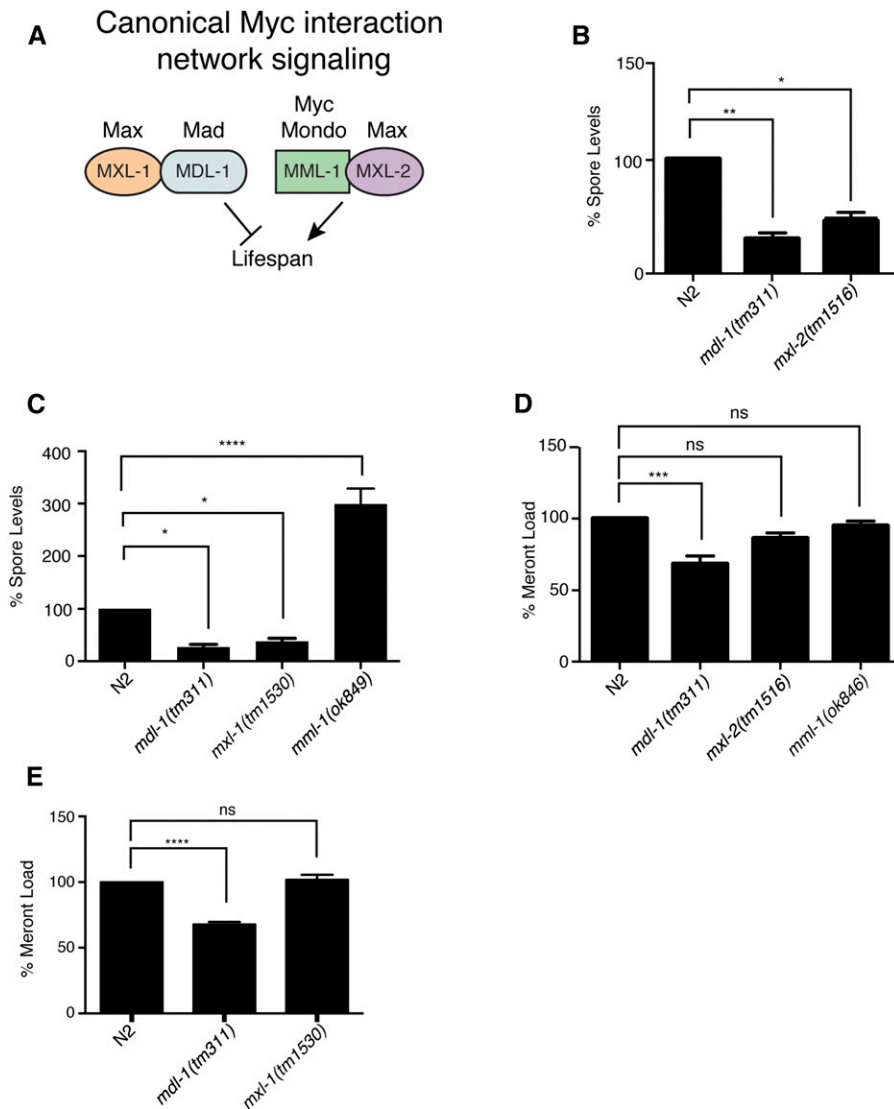 A
Canonical Myc interaction
network signaling
Max Mad Myc Mondo Max
MXL-1 MDL-1 MML-1 MXL-2
Lifespan
B
% Spore Levels
150
100
0
**
*
N2
mdl-1(tm311)
mxl-2(tm1516)
C
% Spore Levels
400
300
200
100
0
****
*
*
N2
mdl-1(tm311)
mxl-1(tm1530)
mml-1(ok849)
D
% Meront Load
150
100
50
0
ns
ns
***
N2
mdl-1(tm311)
mxl-2(tm1516)
mml-1(ok846)
E
% Meront Load
150
100
50
0
ns
****
N2
mdl-1(tm311)
mxl-1(tm1530)